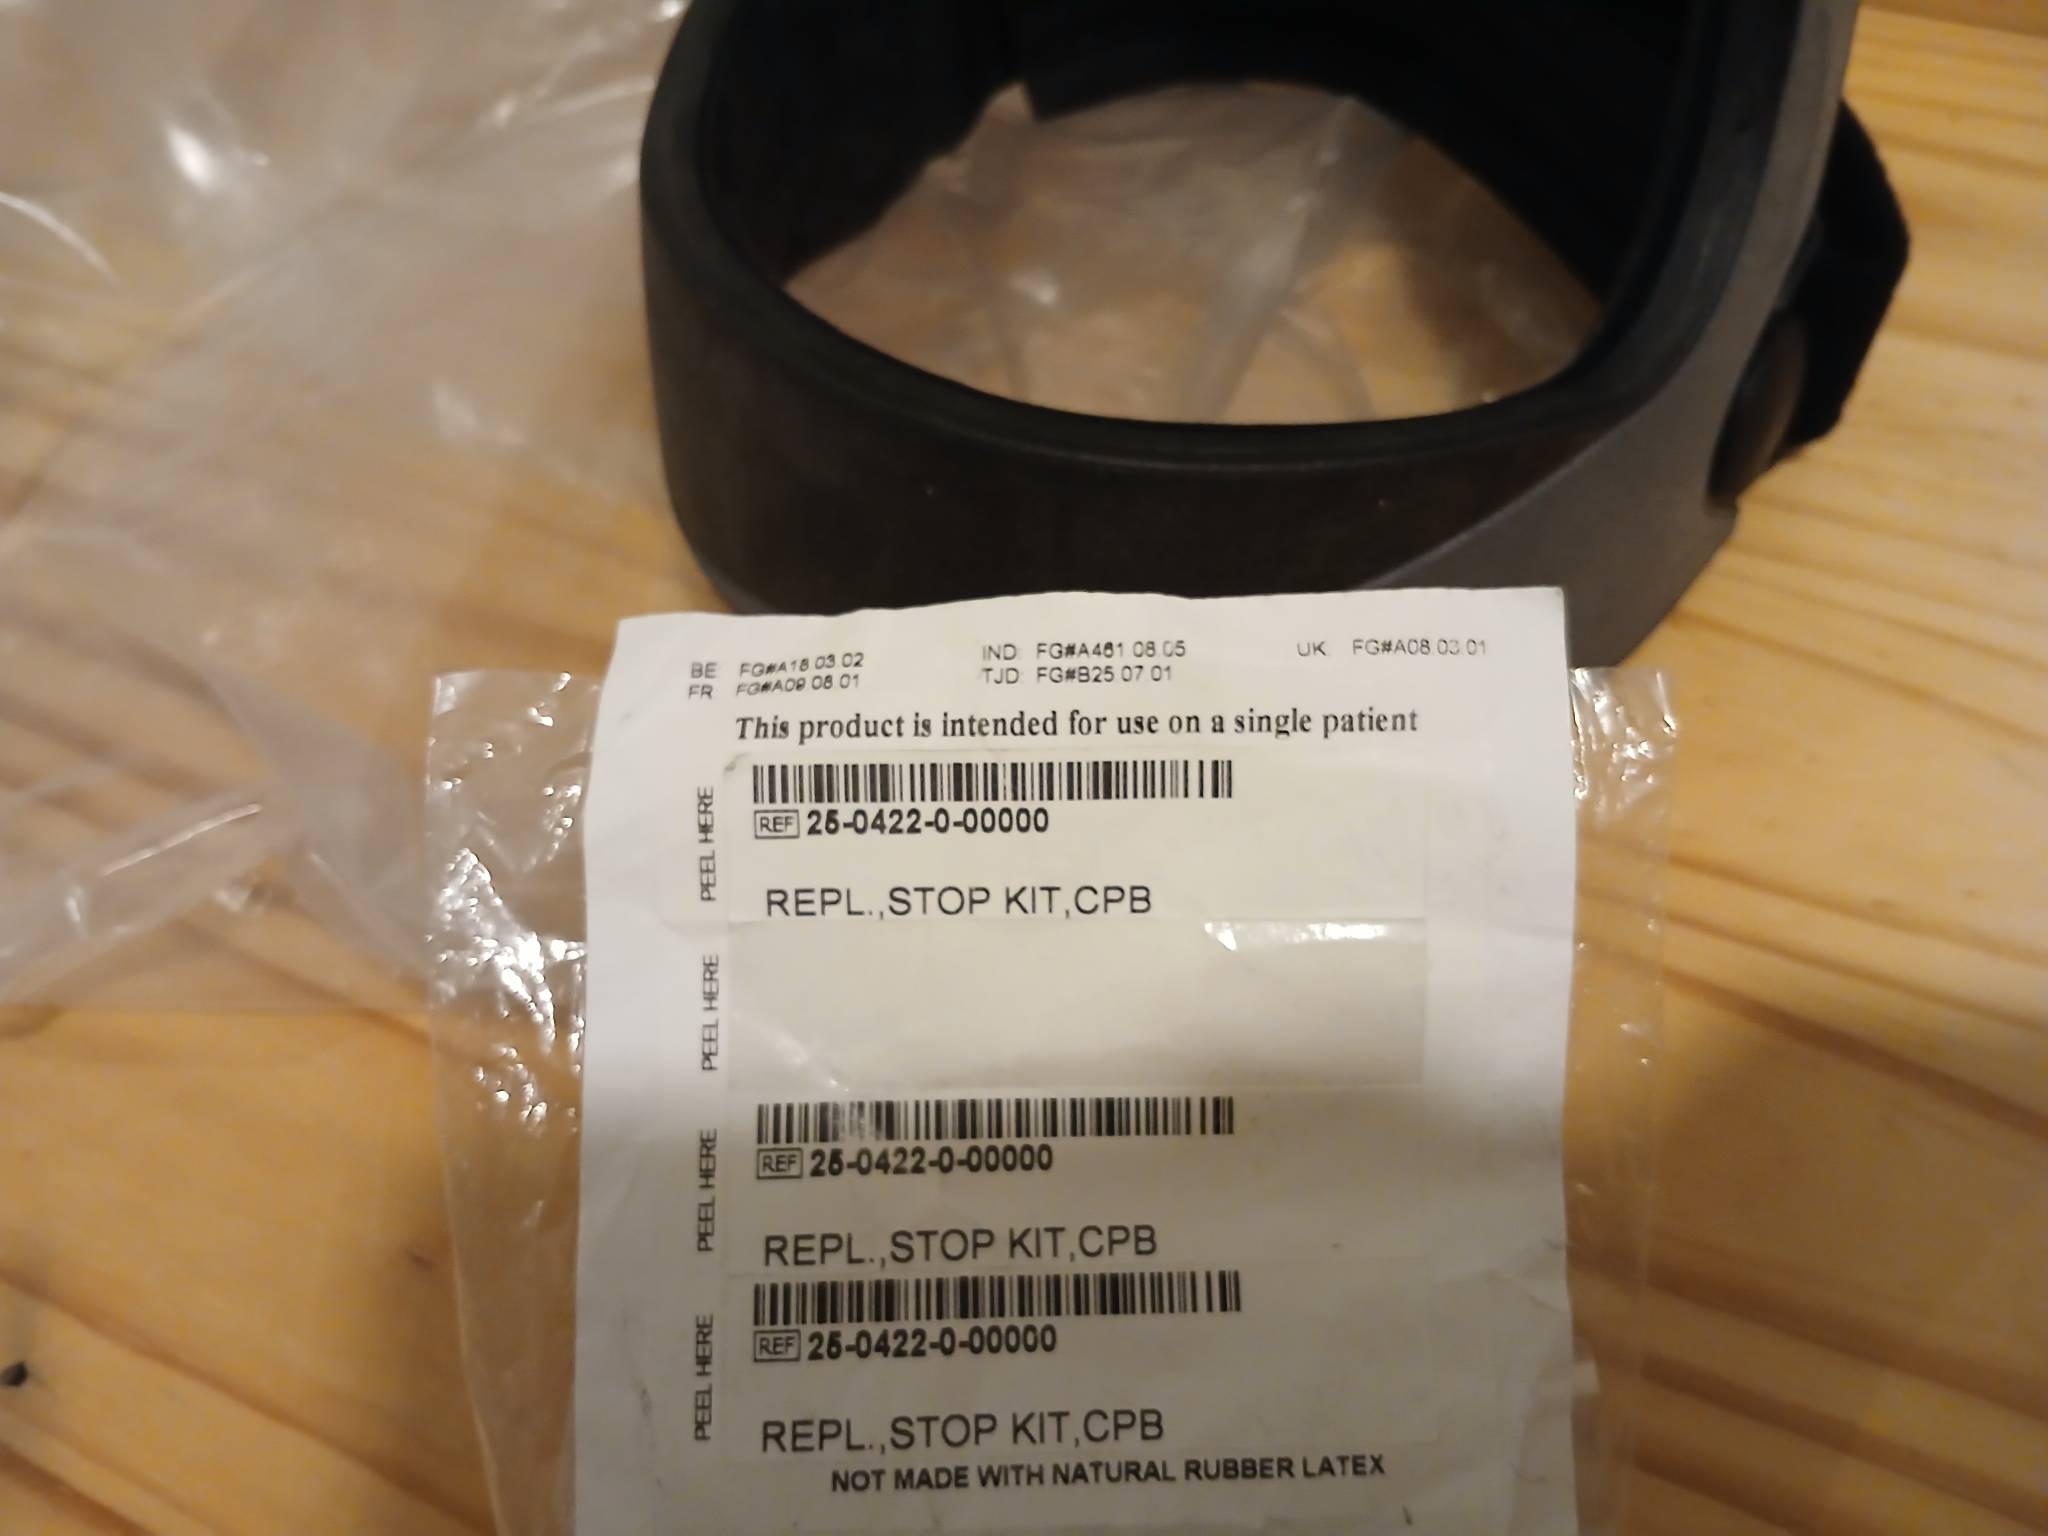 BE: FG#A18.03.02 IND: FG#A461.08.05 UK: FG#A08.03.01
FR: FG#A09.08.01 TJD: FG#B25.07.01
This product is intended for use on a single patient
PEEL HERE
REF 25-0422-0-00000
REPL.,STOP KIT,CPB
PEEL HERE
PEEL HERE
REF 25-0422-0-00000
REPL.,STOP KIT,CPB
PEEL HERE
REF 25-0422-0-00000
REPL.,STOP KIT,CPB
NOT MADE WITH NATURAL RUBBER LATEX